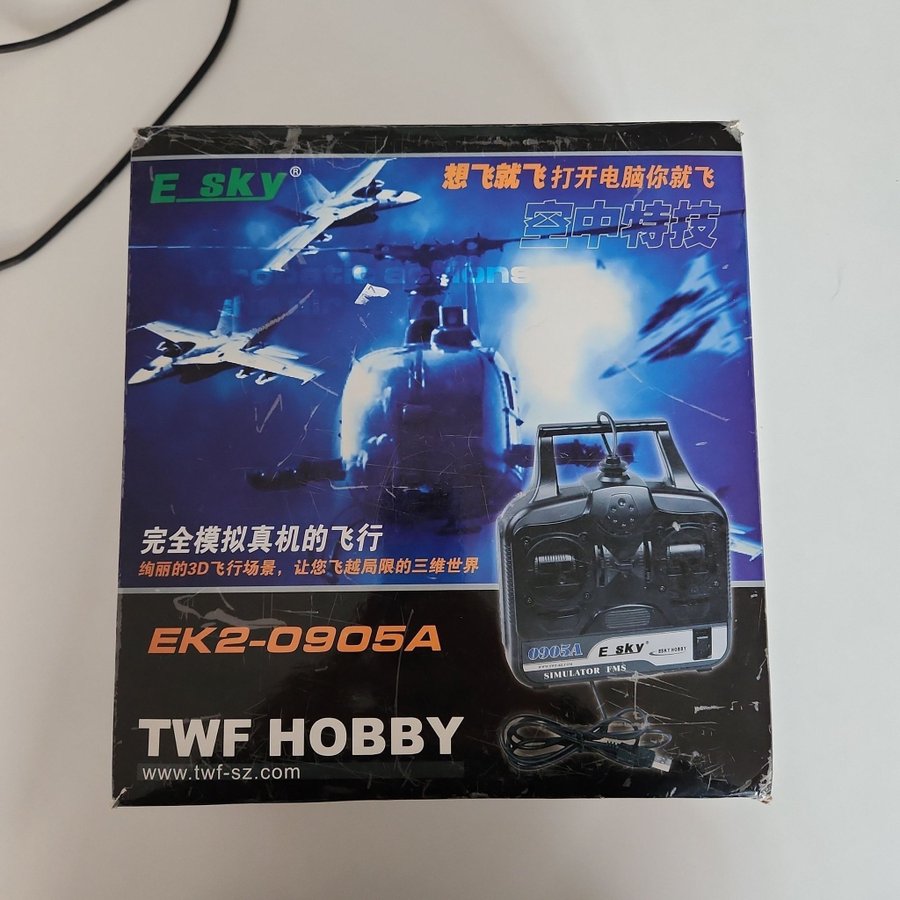 E_sky®
想飞就飞 打开电脑你就飞
空中特技
完全模拟真机的飞行
绚丽的3D飞行场景，让您飞越局限的三维世界
EK2-0905A
0905A E_sky® ESKY HOBBY
SIMULATOR FMS
TWF HOBBY
www.twf-sz.com